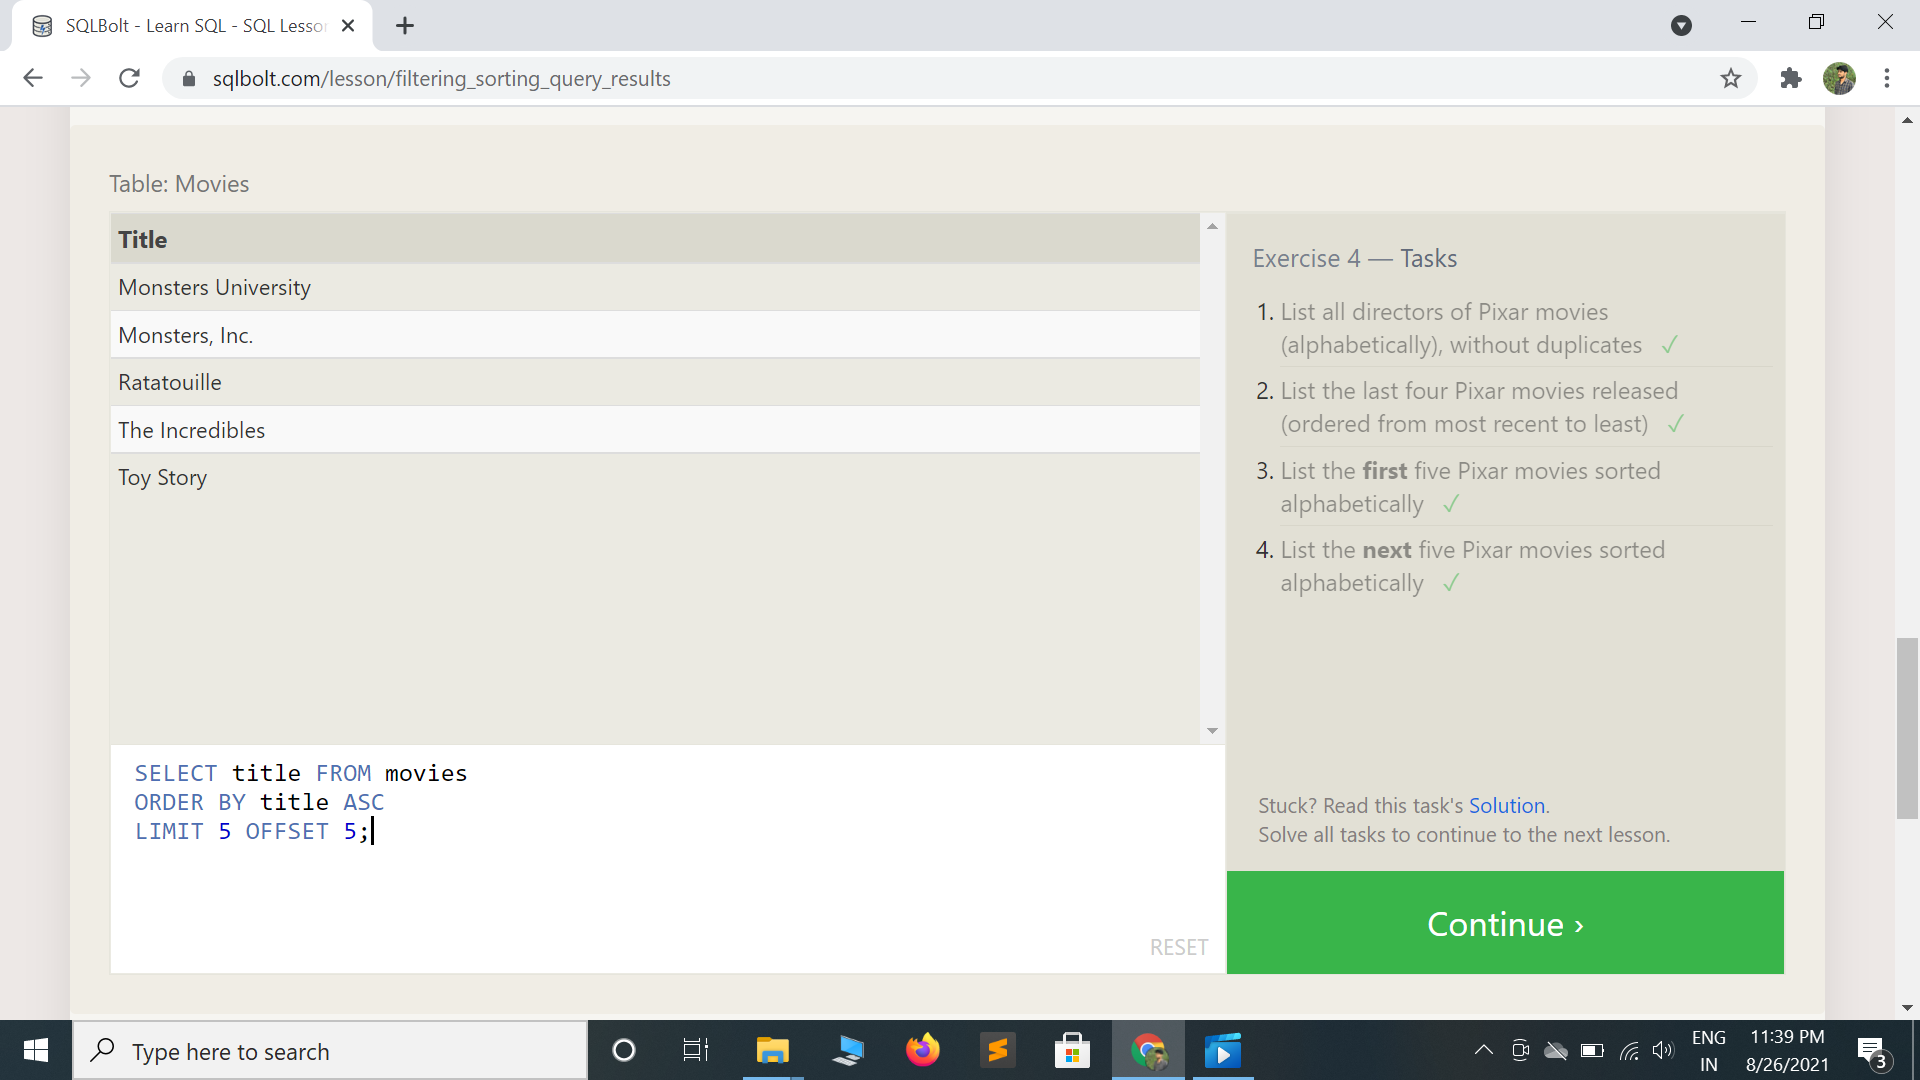 SQLBolt - Learn SQL - SQL Lesso
sqlbolt.com/lesson/filtering_sorting_query_results
Table: Movies
Title
Monsters University
Monsters, Inc.
Ratatouille
The Incredibles
Toy Story
SELECT title FROM movies
ORDER BY title ASC
LIMIT 5 OFFSET 5;
RESET
Exercise 4 — Tasks
1. List all directors of Pixar movies
(alphabetically), without duplicates ✓
2. List the last four Pixar movies released
(ordered from most recent to least) ✓
3. List the first five Pixar movies sorted
alphabetically ✓
4. List the next five Pixar movies sorted
alphabetically ✓
Stuck? Read this task's Solution.
Solve all tasks to continue to the next lesson.
Continue ›
Type here to search
ENG
IN
11:39 PM
8/26/2021
3